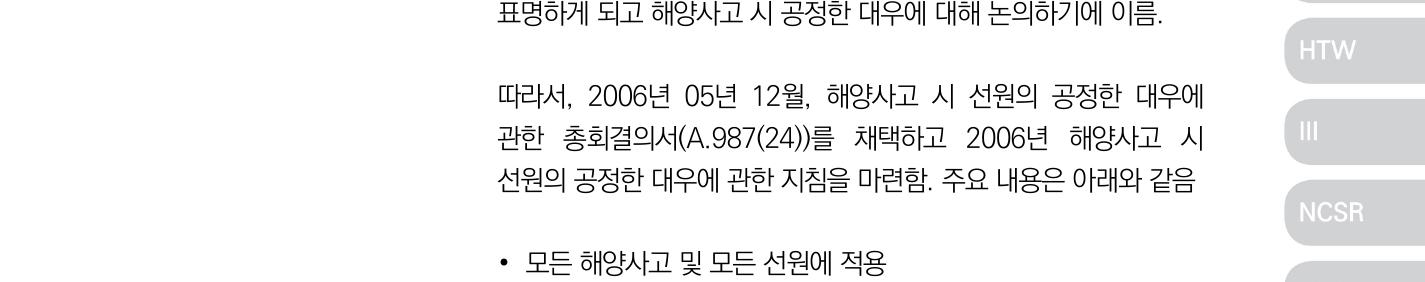 표명하게 되고 해양사고 시 공정한 대우에 대해 논의하기에 이름.
따라서, 2006년 05년 12월, 해양사고 시 선원의 공정한 대우에
관한 총회결의서(A.987(24))를 채택하고 2006년 해양사고 시
선원의 공정한 대우에 관한 지침을 마련함. 주요 내용은 아래와 같음
• 모든 해양사고 및 모든 선원에 적용
HTW
III
NCSR